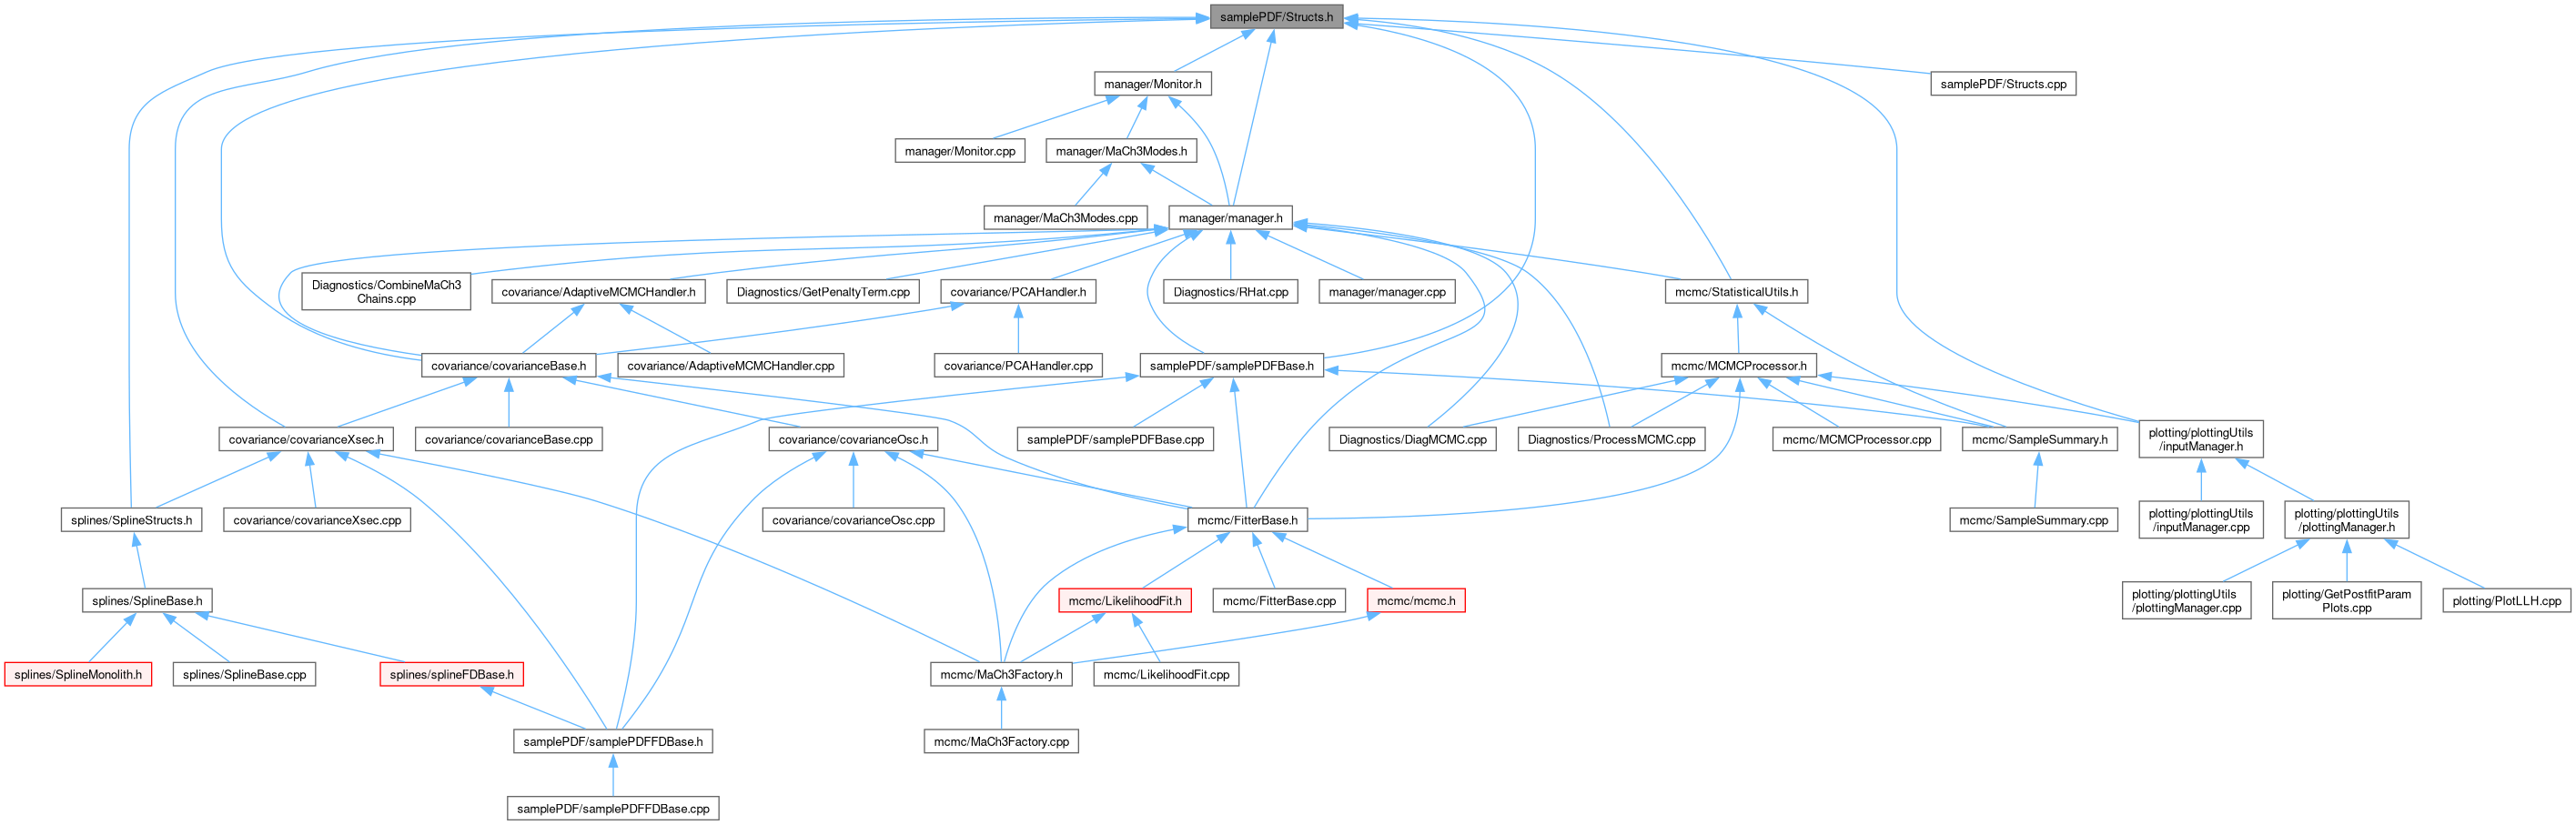 samplePDF/Structs.h
manager/Monitor.h
samplePDF/Structs.cpp
manager/Monitor.cpp
manager/MaCh3Modes.h
manager/MaCh3Modes.cpp
manager/manager.h
Diagnostics/CombineMaCh3
Chains.cpp
covariance/AdaptiveMCMCHandler.h
Diagnostics/GetPenaltyTerm.cpp
covariance/PCAHandler.h
Diagnostics/RHat.cpp
manager/manager.cpp
mcmc/StatisticalUtils.h
covariance/covarianceBase.h
covariance/AdaptiveMCMCHandler.cpp
covariance/PCAHandler.cpp
samplePDF/samplePDFBase.h
mcmc/MCMCProcessor.h
covariance/covarianceXsec.h
covariance/covarianceBase.cpp
covariance/covarianceOsc.h
samplePDF/samplePDFBase.cpp
Diagnostics/DiagMCMC.cpp
Diagnostics/ProcessMCMC.cpp
mcmc/MCMCProcessor.cpp
mcmc/SampleSummary.h
plotting/plottingUtils
/inputManager.h
splines/SplineStructs.h
covariance/covarianceXsec.cpp
covariance/covarianceOsc.cpp
mcmc/FitterBase.h
mcmc/SampleSummary.cpp
plotting/plottingUtils
/inputManager.cpp
plotting/plottingUtils
/plottingManager.h
splines/SplineBase.h
mcmc/LikelihoodFit.h
mcmc/FitterBase.cpp
mcmc/mcmc.h
plotting/plottingUtils
/plottingManager.cpp
plotting/GetPostfitParam
Plots.cpp
plotting/PlotLLH.cpp
splines/SplineMonolith.h
splines/SplineBase.cpp
splines/splineFDBase.h
mcmc/MaCh3Factory.h
mcmc/LikelihoodFit.cpp
samplePDF/samplePDFFDBase.h
mcmc/MaCh3Factory.cpp
samplePDF/samplePDFFDBase.cpp